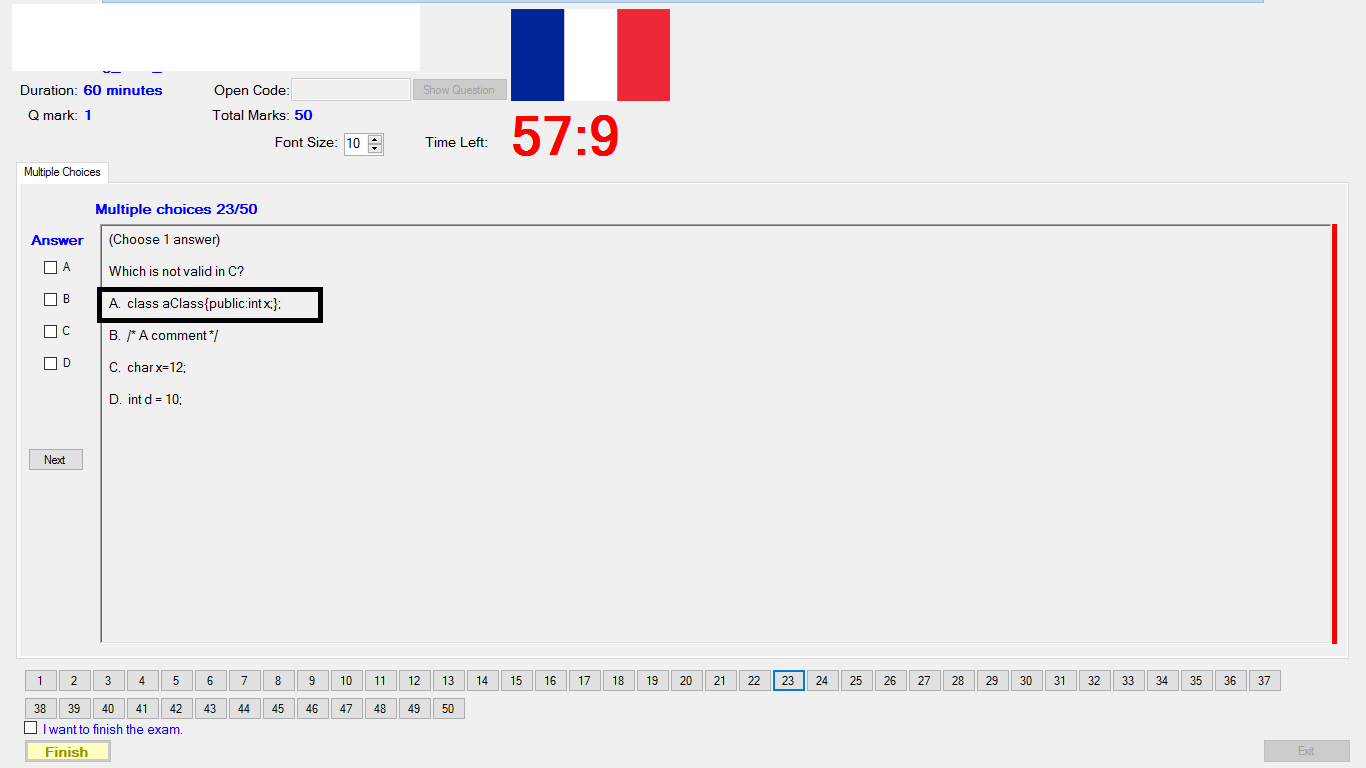 Duration: 60 minutes
Open Code:
Show Question
Q mark: 1
Total Marks: 50
Font Size: 10
Time Left: 57:9
Multiple Choices
Multiple choices 23/50
Answer
(Choose 1 answer)
A
Which is not valid in C?
B
A. class aClass{public:int x;};
C
B. /* A comment */
D
C. char x=12;
D. int d = 10;
Next
1 2 3 4 5 6 7 8 9 10 11 12 13 14 15 16 17 18 19 20 21 22 23 24 25 26 27 28 29 30 31 32 33 34 35 36 37
38 39 40 41 42 43 44 45 46 47 48 49 50
I want to finish the exam.
Finish
Exit